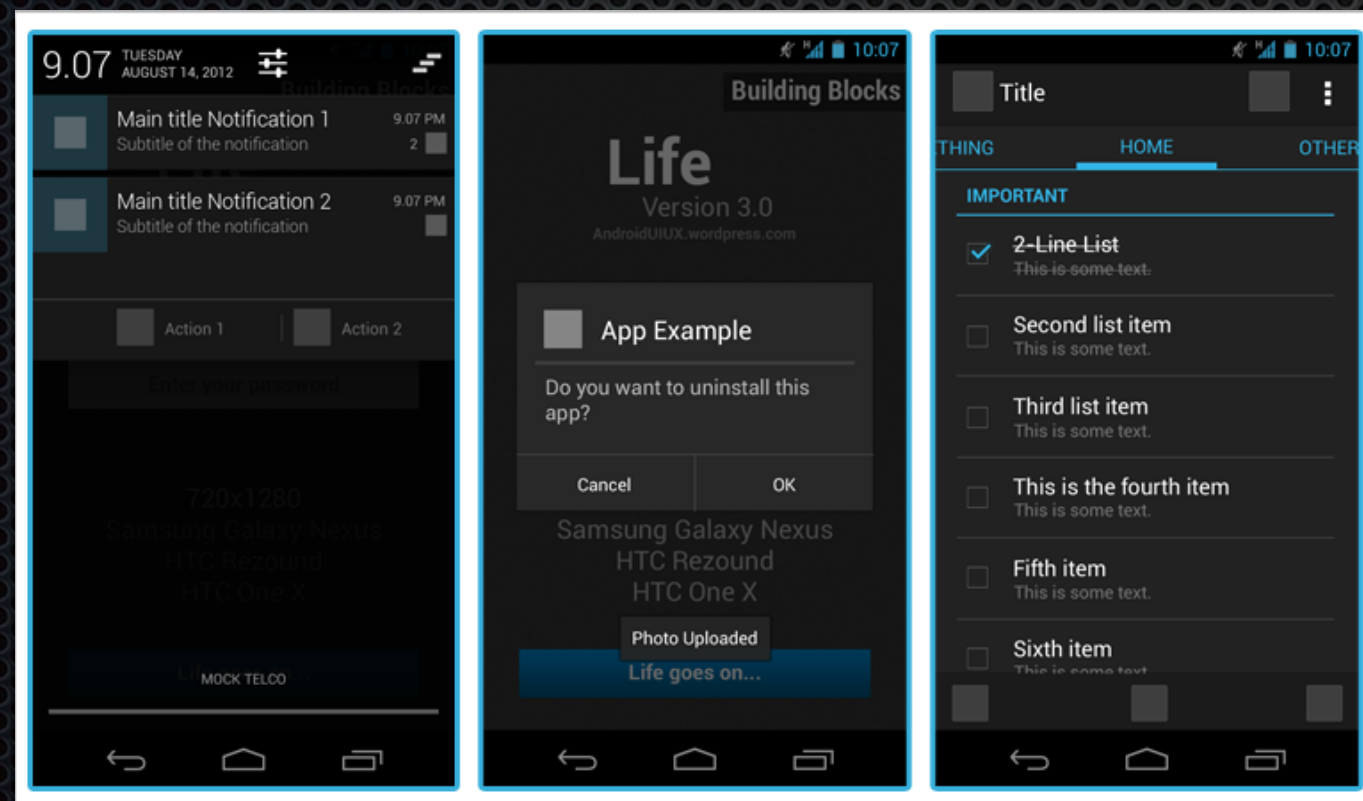 9.07 TUESDAY
AUGUST 14, 2012
Building Blocks
Main title Notification 1 9.07 PM
Subtitle of the notification 2
Main title Notification 2 9.07 PM
Subtitle of the notification
Action 1 Action 2
Enter your password
720x1280
Samsung Galaxy Nexus
HTC Rezound
HTC One X
MOCK TELCO
H 10:07
Building Blocks
Life
Version 3.0
AndroidUIUX.wordpress.com
App Example
Do you want to uninstall this
app?
Cancel OK
Samsung Galaxy Nexus
HTC Rezound
HTC One X
Photo Uploaded
Life goes on...
H 10:07
Title
THING HOME OTHER
IMPORTANT
2-Line List
This is some text.
Second list item
This is some text.
Third list item
This is some text.
This is the fourth item
This is some text.
Fifth item
This is some text.
Sixth item
This is some text.